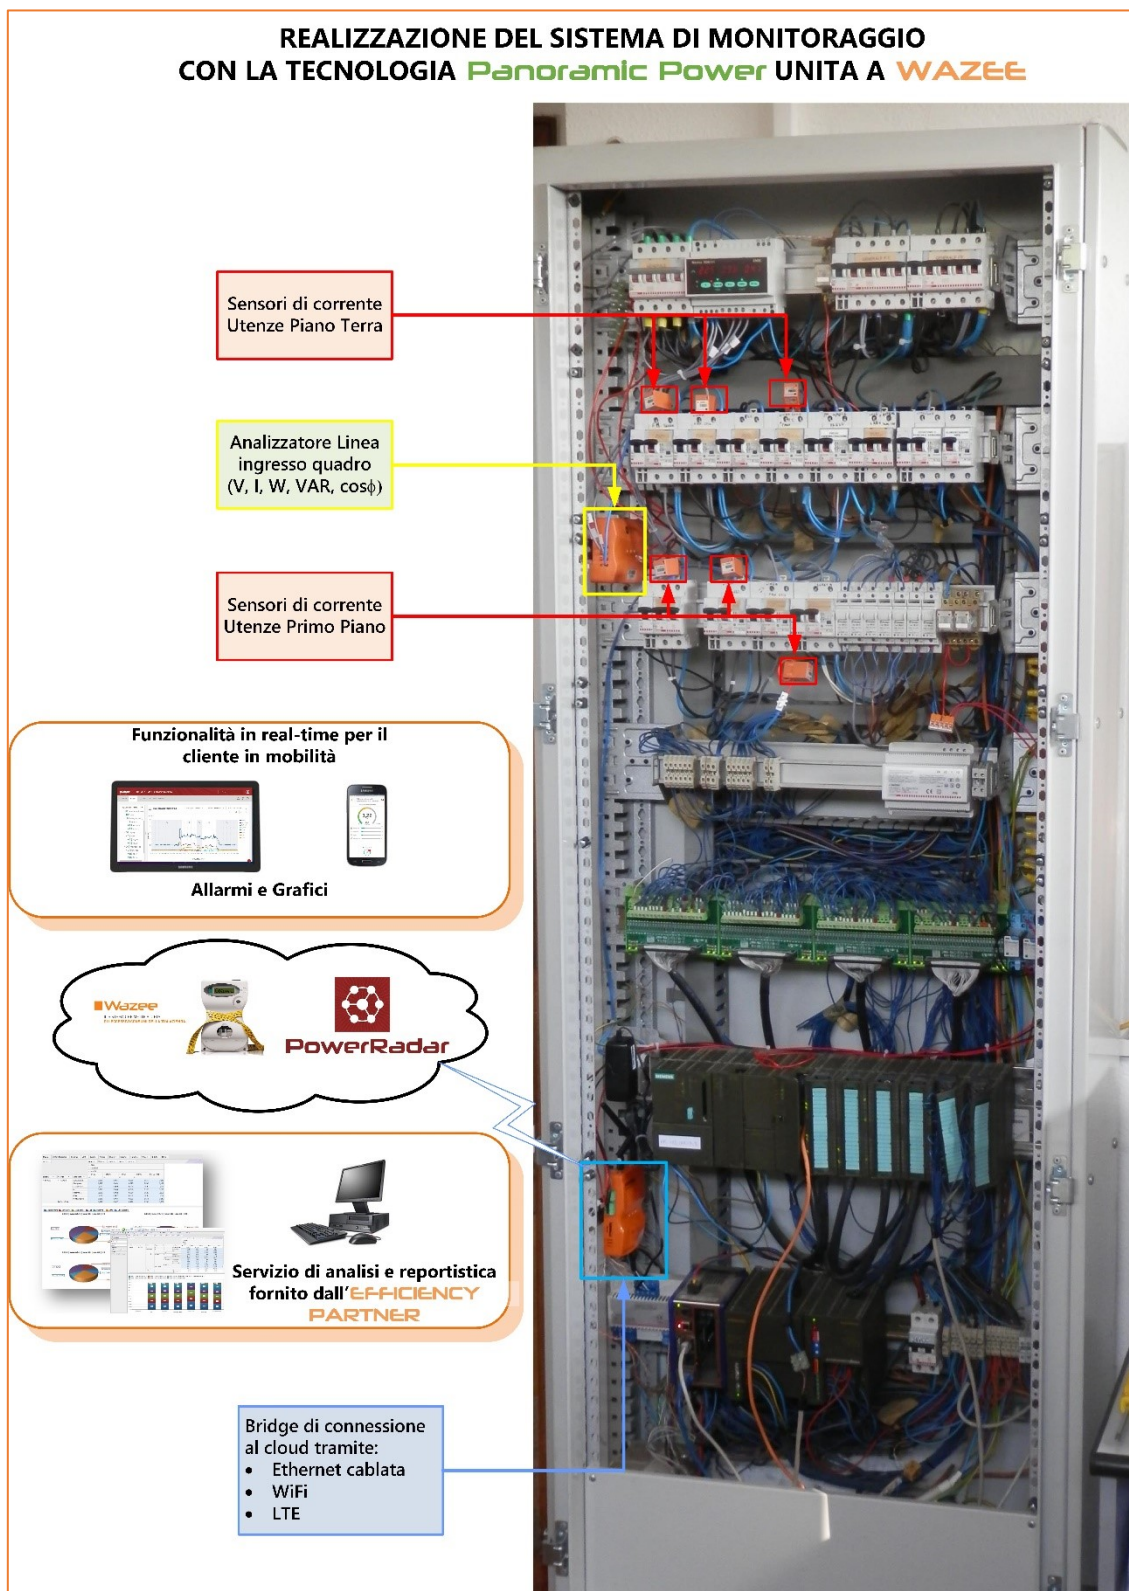 REALIZZAZIONE DEL SISTEMA DI MONITORAGGIO
CON LA TECNOLOGIA Panoramic Power UNITA A WAZEE
Sensori di corrente
Utenze Piano Terra
Analizzatore Linea
ingresso quadro
(V, I, W, VAR, cosϕ)
Sensori di corrente
Utenze Primo Piano
Funzionalità in real-time per il
cliente in mobilità
Allarmi e Grafici
Wazee
PowerRadar
SIEMENS
Servizio di analisi e reportistica
fornito dall'EFFICIENCY
PARTNER
Bridge di connessione
al cloud tramite:
• Ethernet cablata
• WiFi
• LTE